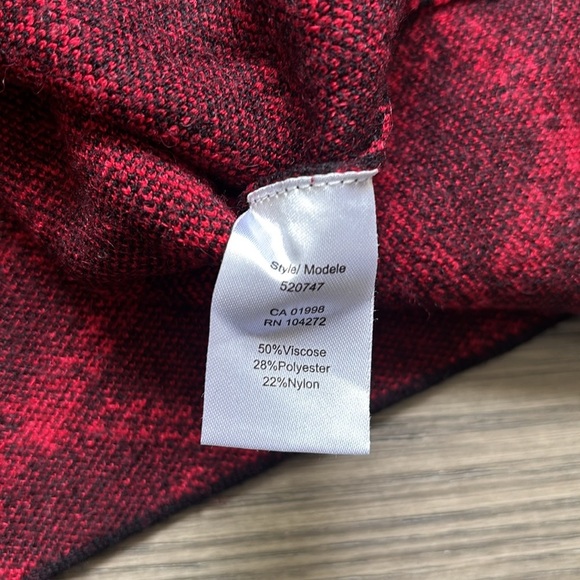 Style/ Modele
520747
CA 01998
RN 104272
50%Viscose
28%Polyester
22%Nylon